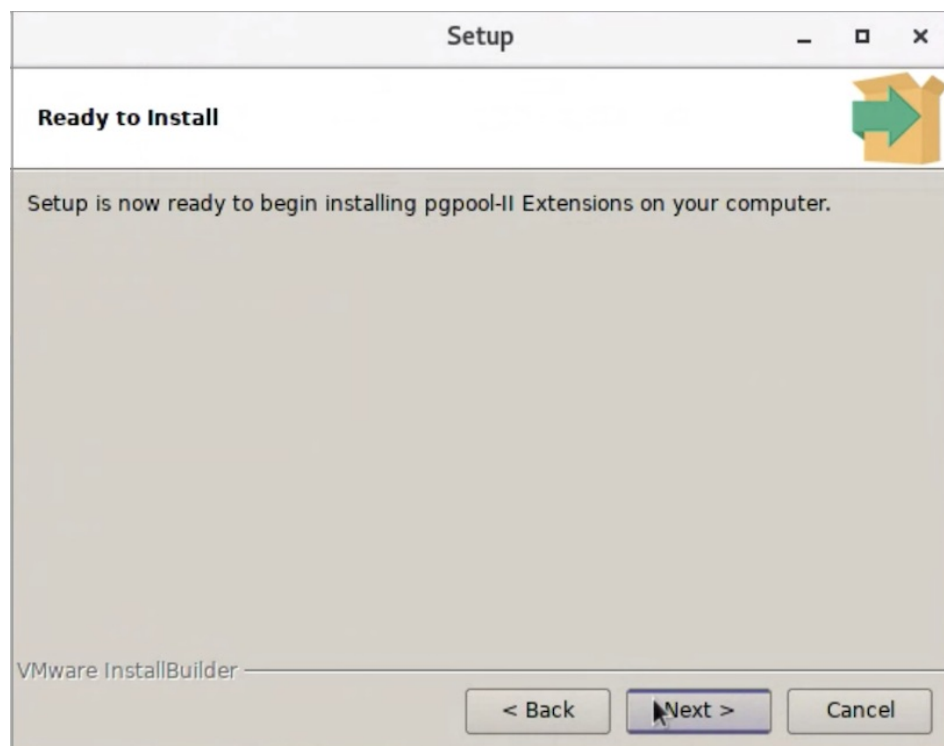 Setup
Ready to Install
Setup is now ready to begin installing pgpool-II Extensions on your computer.
VMware InstallBuilder
< Back
Next >
Cancel